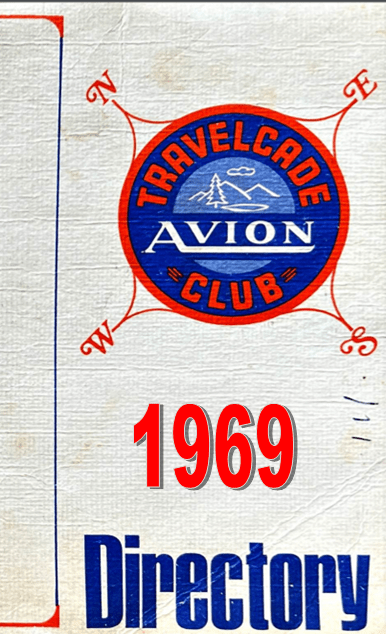 N E
TRAVELCADE
AVION
CLUB
W S
1969
Directory